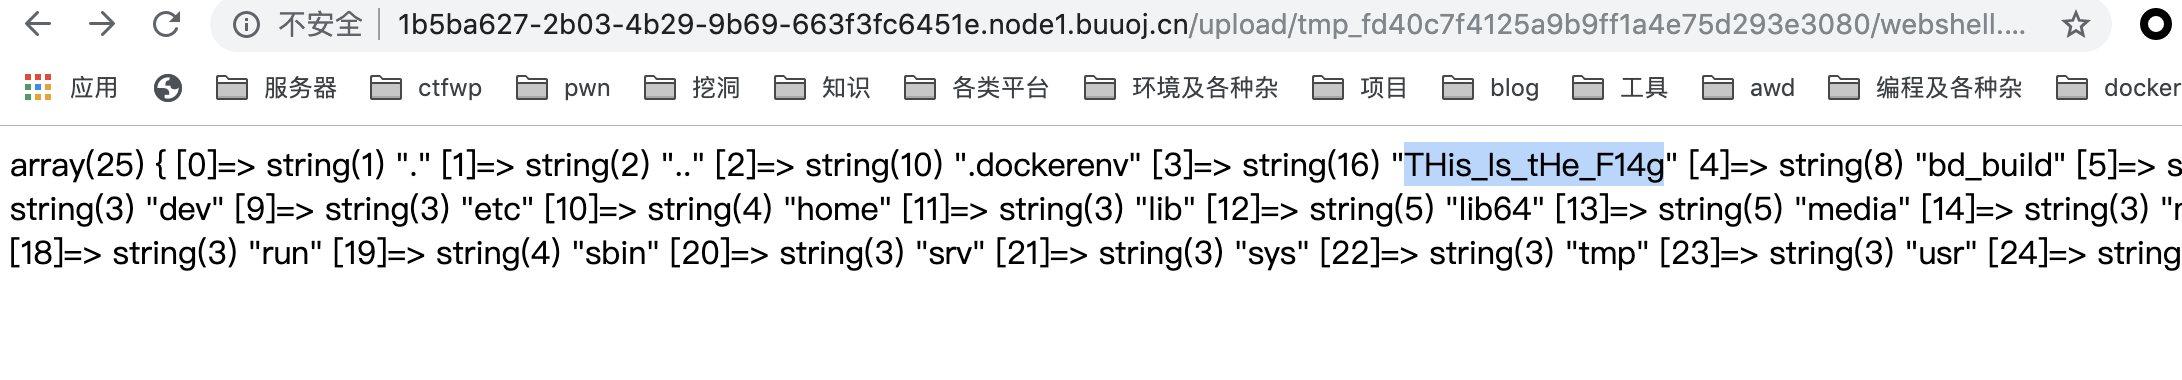 不安全 1b5ba627-2b03-4b29-9b69-663f3fc6451e.node1.buuoj.cn/upload/tmp_fd40c7f4125a9b9ff1a4e75d293e3080/webshell....
应用 服务器 ctfwp pwn 挖洞 知识 各类平台 环境及各种杂 项目 blog 工具 awd 编程及各种杂 docker
array(25) { [0]=> string(1) "." [1]=> string(2) ".." [2]=> string(10) ".dockerenv" [3]=> string(16) "THis_Is_tHe_F14g" [4]=> string(8) "bd_build" [5]=> s
string(3) "dev" [9]=> string(3) "etc" [10]=> string(4) "home" [11]=> string(3) "lib" [12]=> string(5) "lib64" [13]=> string(5) "media" [14]=> string(3) "
[18]=> string(3) "run" [19]=> string(4) "sbin" [20]=> string(3) "srv" [21]=> string(3) "sys" [22]=> string(3) "tmp" [23]=> string(3) "usr" [24]=> string